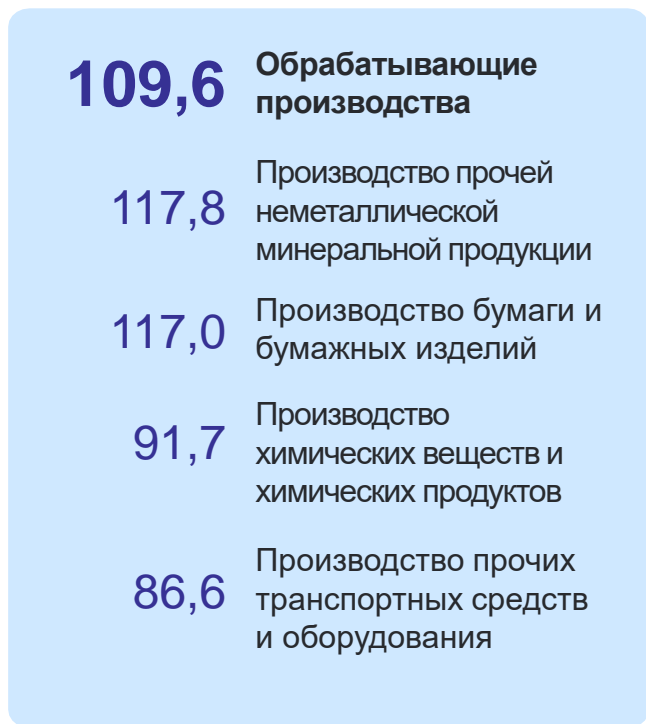 109,6
Обрабатывающие
производства
117,8
Производство прочей
неметаллической
минеральной продукции
117,0
Производство бумаги и
бумажных изделий
91,7
Производство
химических веществ и
химических продуктов
86,6
Производство прочих
транспортных средств
и оборудования